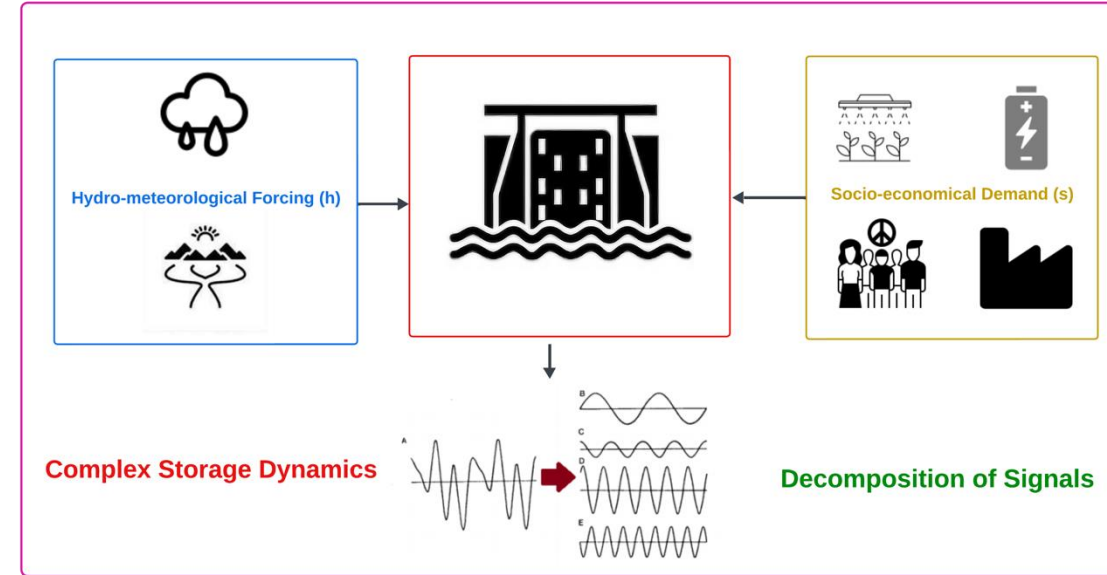 Hydro-meteorological Forcing (h)
Socio-economical Demand (s)
Complex Storage Dynamics
A
B
C
D
E
Decomposition of Signals